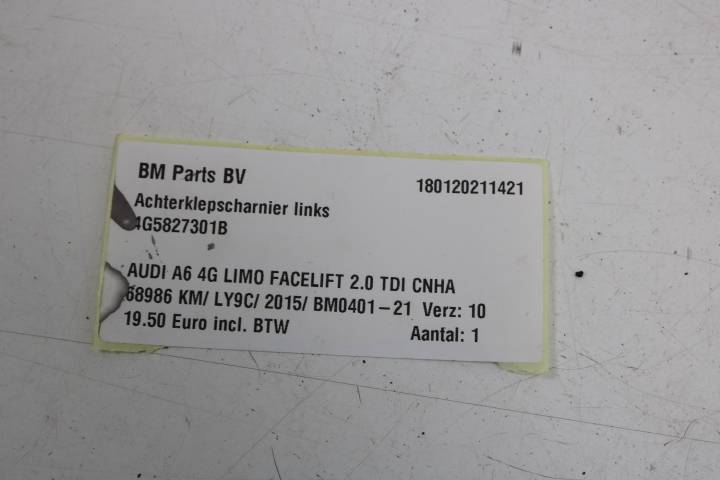 BM Parts BV 180120211421
Achterklepscharnier links
4G5827301B
AUDI A6 4G LIMO FACELIFT 2.0 TDI CNHA
68986 KM/ LY9C/ 2015/ BM0401-21 Verz: 10
19.50 Euro incl. BTW Aantal: 1